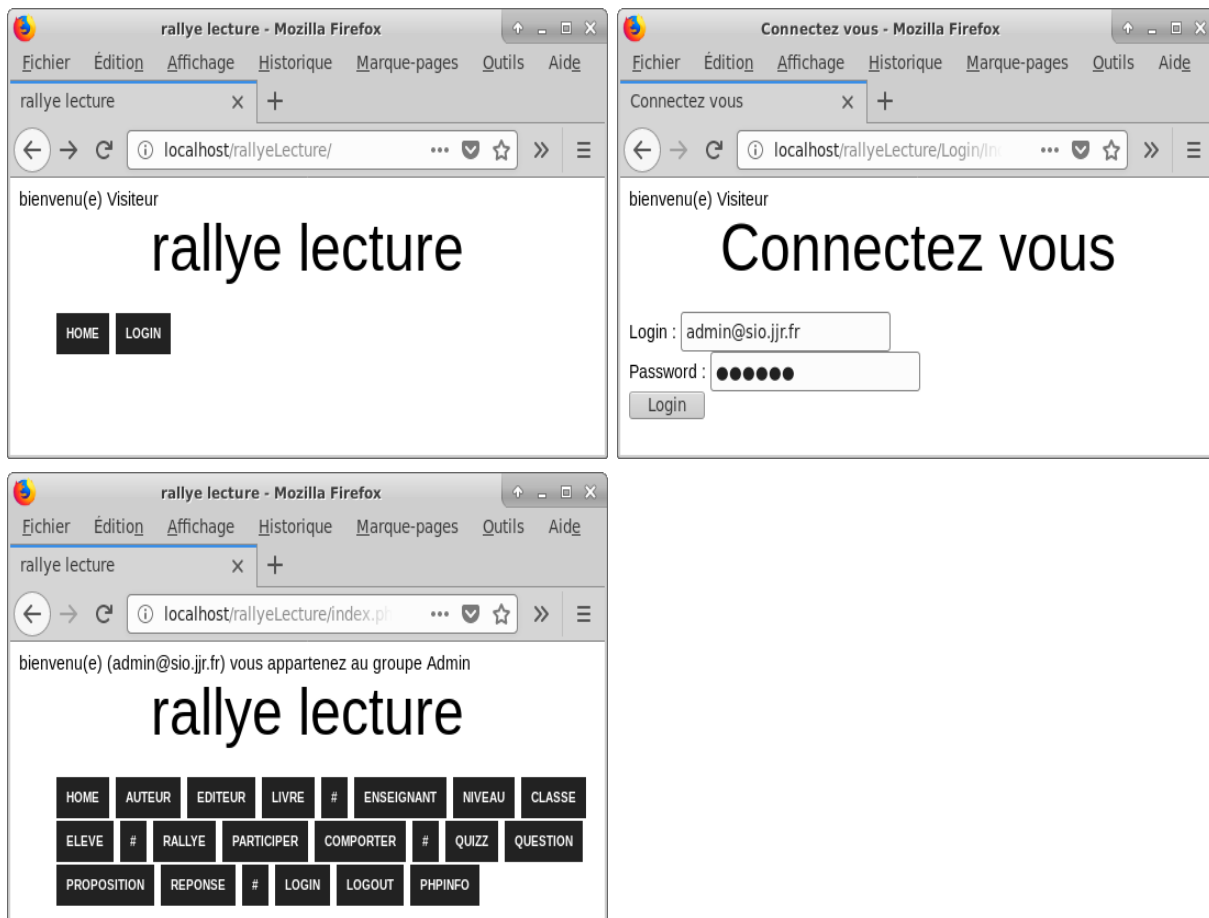 rallye lecture - Mozilla Firefox
Fichier Édition Affichage Historique Marque-pages Outils Aide
rallye lecture
localhost/rallyeLecture/
bienvenu(e) Visiteur
rallye lecture
HOME LOGIN
Connectez vous - Mozilla Firefox
Fichier Édition Affichage Historique Marque-pages Outils Aide
Connectez vous
localhost/rallyeLecture/Login/In
bienvenu(e) Visiteur
Connectez vous
Login : admin@sio.jjr.fr
Password : ●●●●●●
Login
rallye lecture - Mozilla Firefox
Fichier Édition Affichage Historique Marque-pages Outils Aide
rallye lecture
localhost/rallyeLecture/index.ph
bienvenu(e) (admin@sio.jjr.fr) vous appartenez au groupe Admin
rallye lecture
HOME AUTEUR EDITEUR LIVRE # ENSEIGNANT NIVEAU CLASSE
ELEVE # RALLYE PARTICIPER COMPORTER # QUIZZ QUESTION
PROPOSITION REPONSE # LOGIN LOGOUT PHPINFO